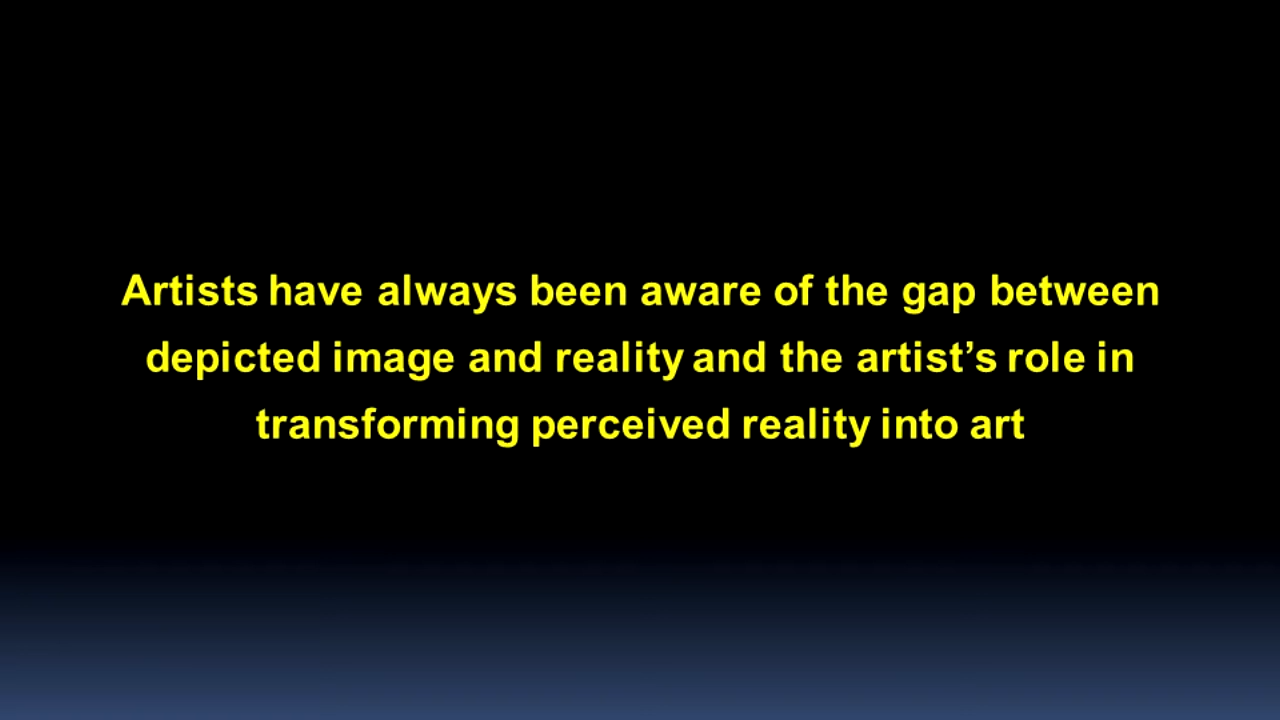 Artists have always been aware of the gap between
depicted image and reality and the artist’s role in
transforming perceived reality into art